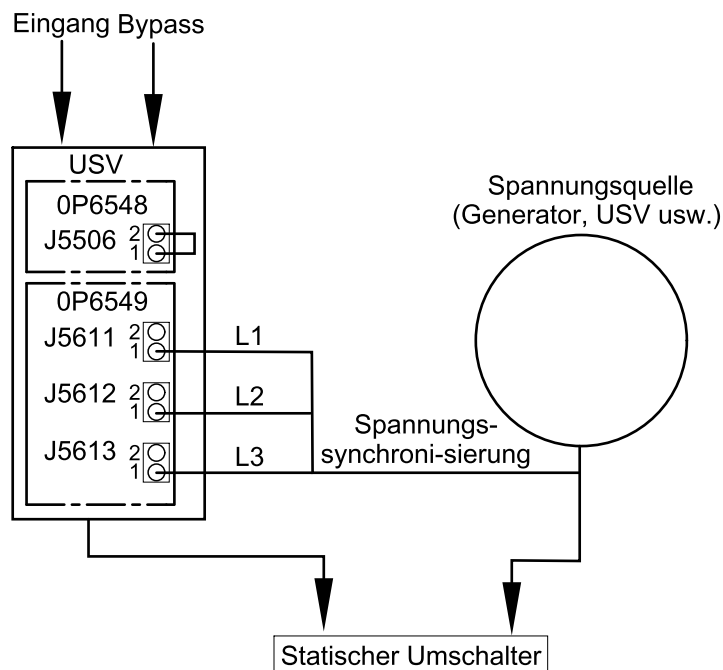 Eingang Bypass
USV
0P6548
J5506 2
1
Spannungsquelle
(Generator, USV usw.)
0P6549
J5611 2
1
L1
J5612 2
1
L2
J5613 2
1
L3
Spannungs-
synchroni-sierung
Statischer Umschalter